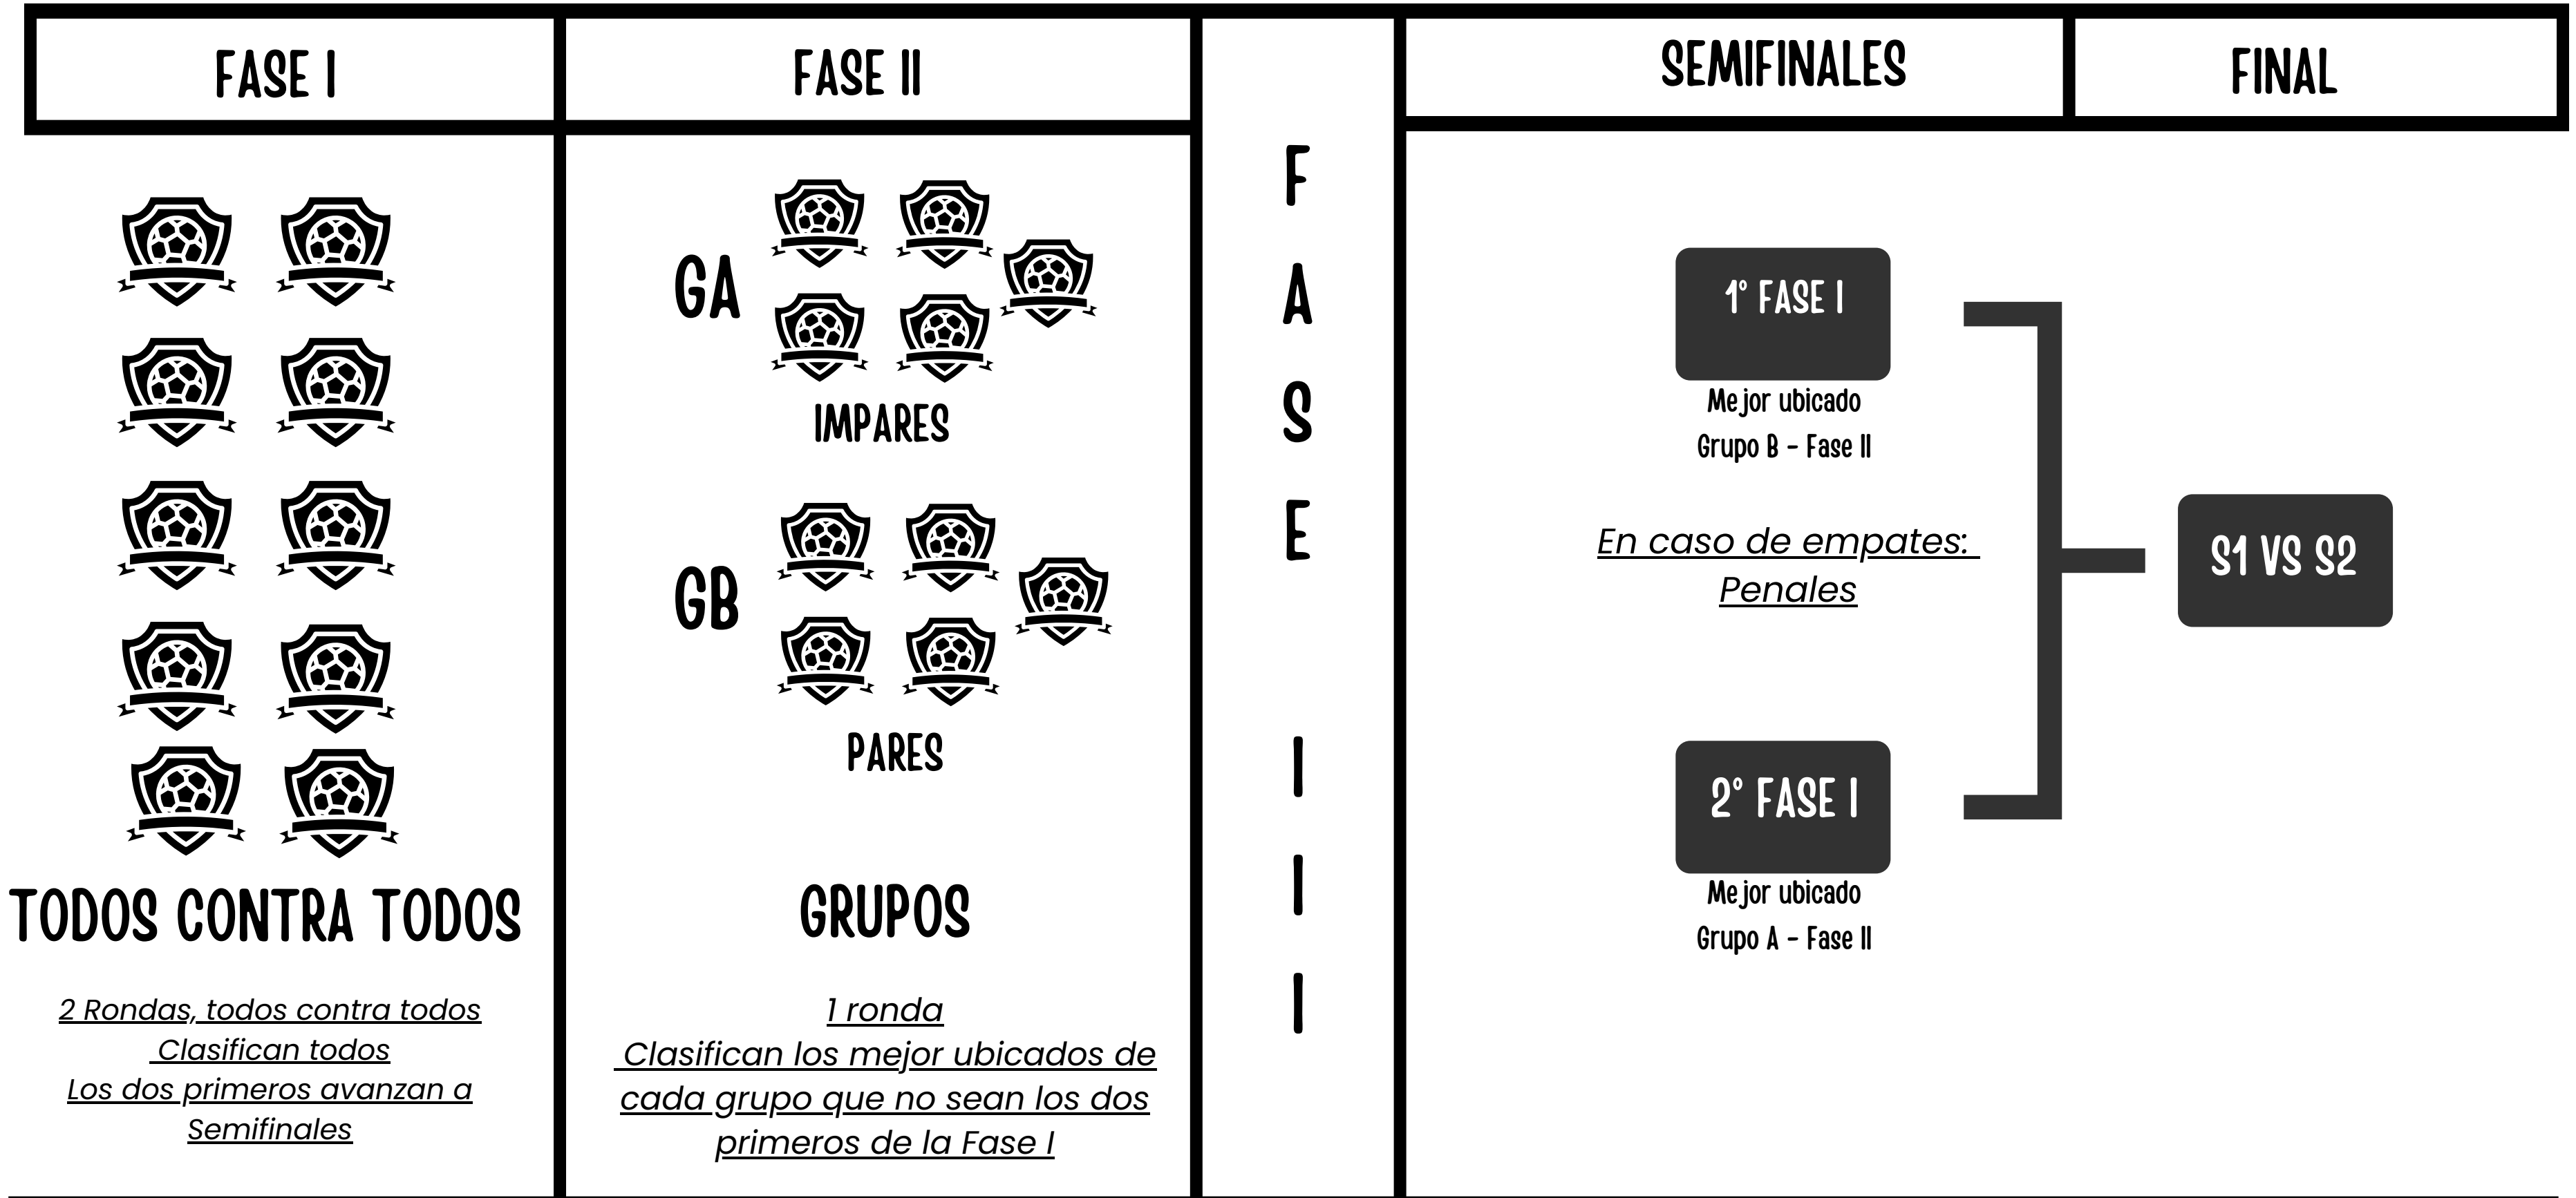 FASE I
FASE II
SEMIFINALES
FINAL
GA
IMPARES
GB
PARES
TODOS CONTRA TODOS
2 Rondas, todos contra todos
Clasifican todos
Los dos primeros avanzan a
Semifinales
GRUPOS
1 ronda
Clasifican los mejor ubicados de
cada grupo que no sean los dos
primeros de la Fase I
F
A
S
E
I
I
I
1° FASE I
Mejor ubicado
Grupo B - Fase II
En caso de empates:
Penales
2° FASE I
Mejor ubicado
Grupo A - Fase II
S1 VS S2